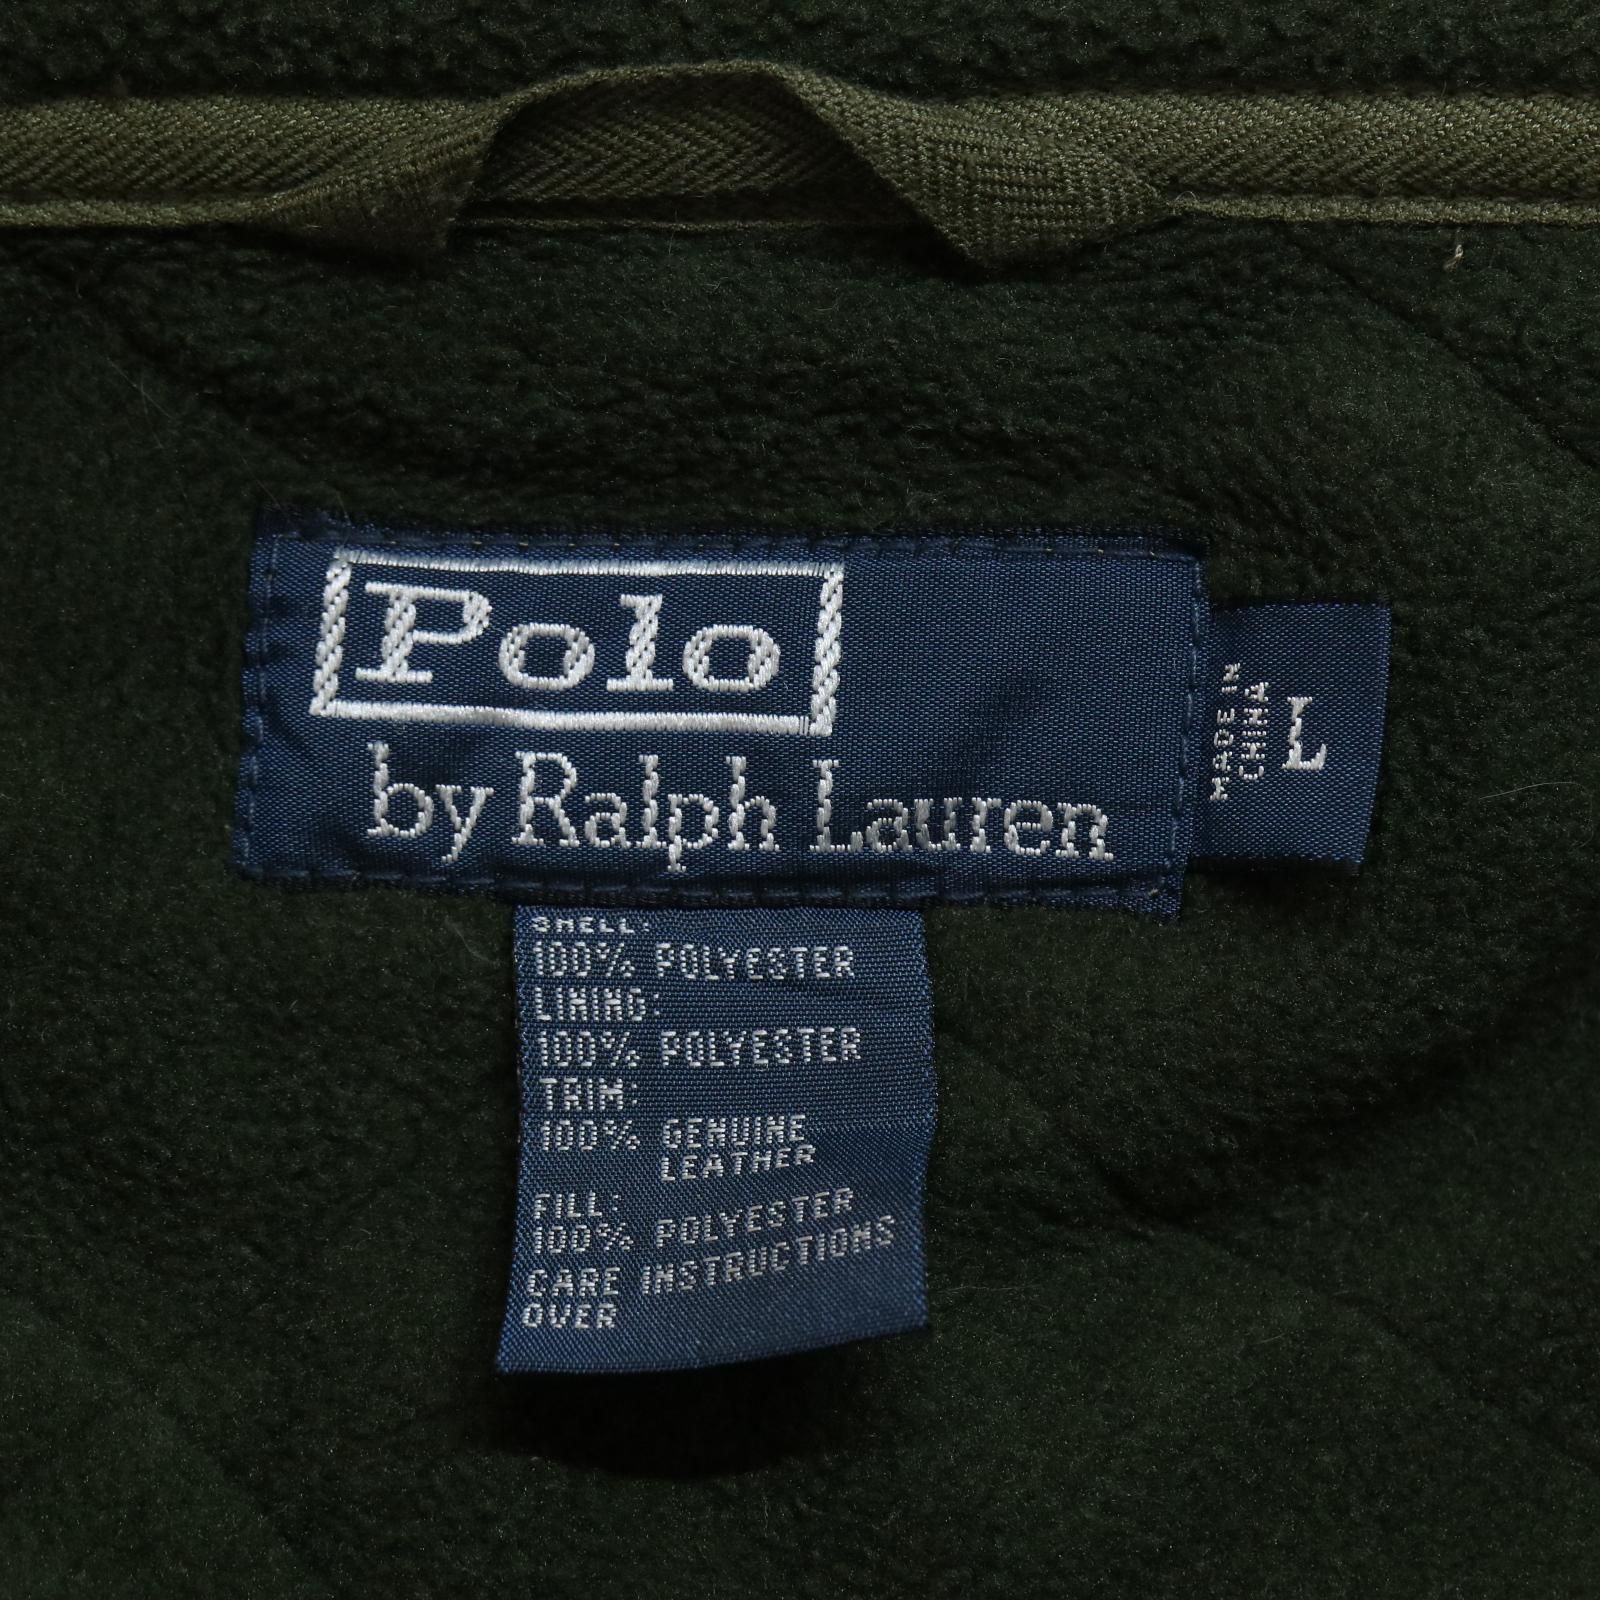 Polo
by Ralph Lauren
MADE IN
CHINA
L
SHELL:
100% POLYESTER
LINING:
100% POLYESTER
TRIM:
100% GENUINE
LEATHER
FILL:
100% POLYESTER
CARE INSTRUCTIONS
OVER